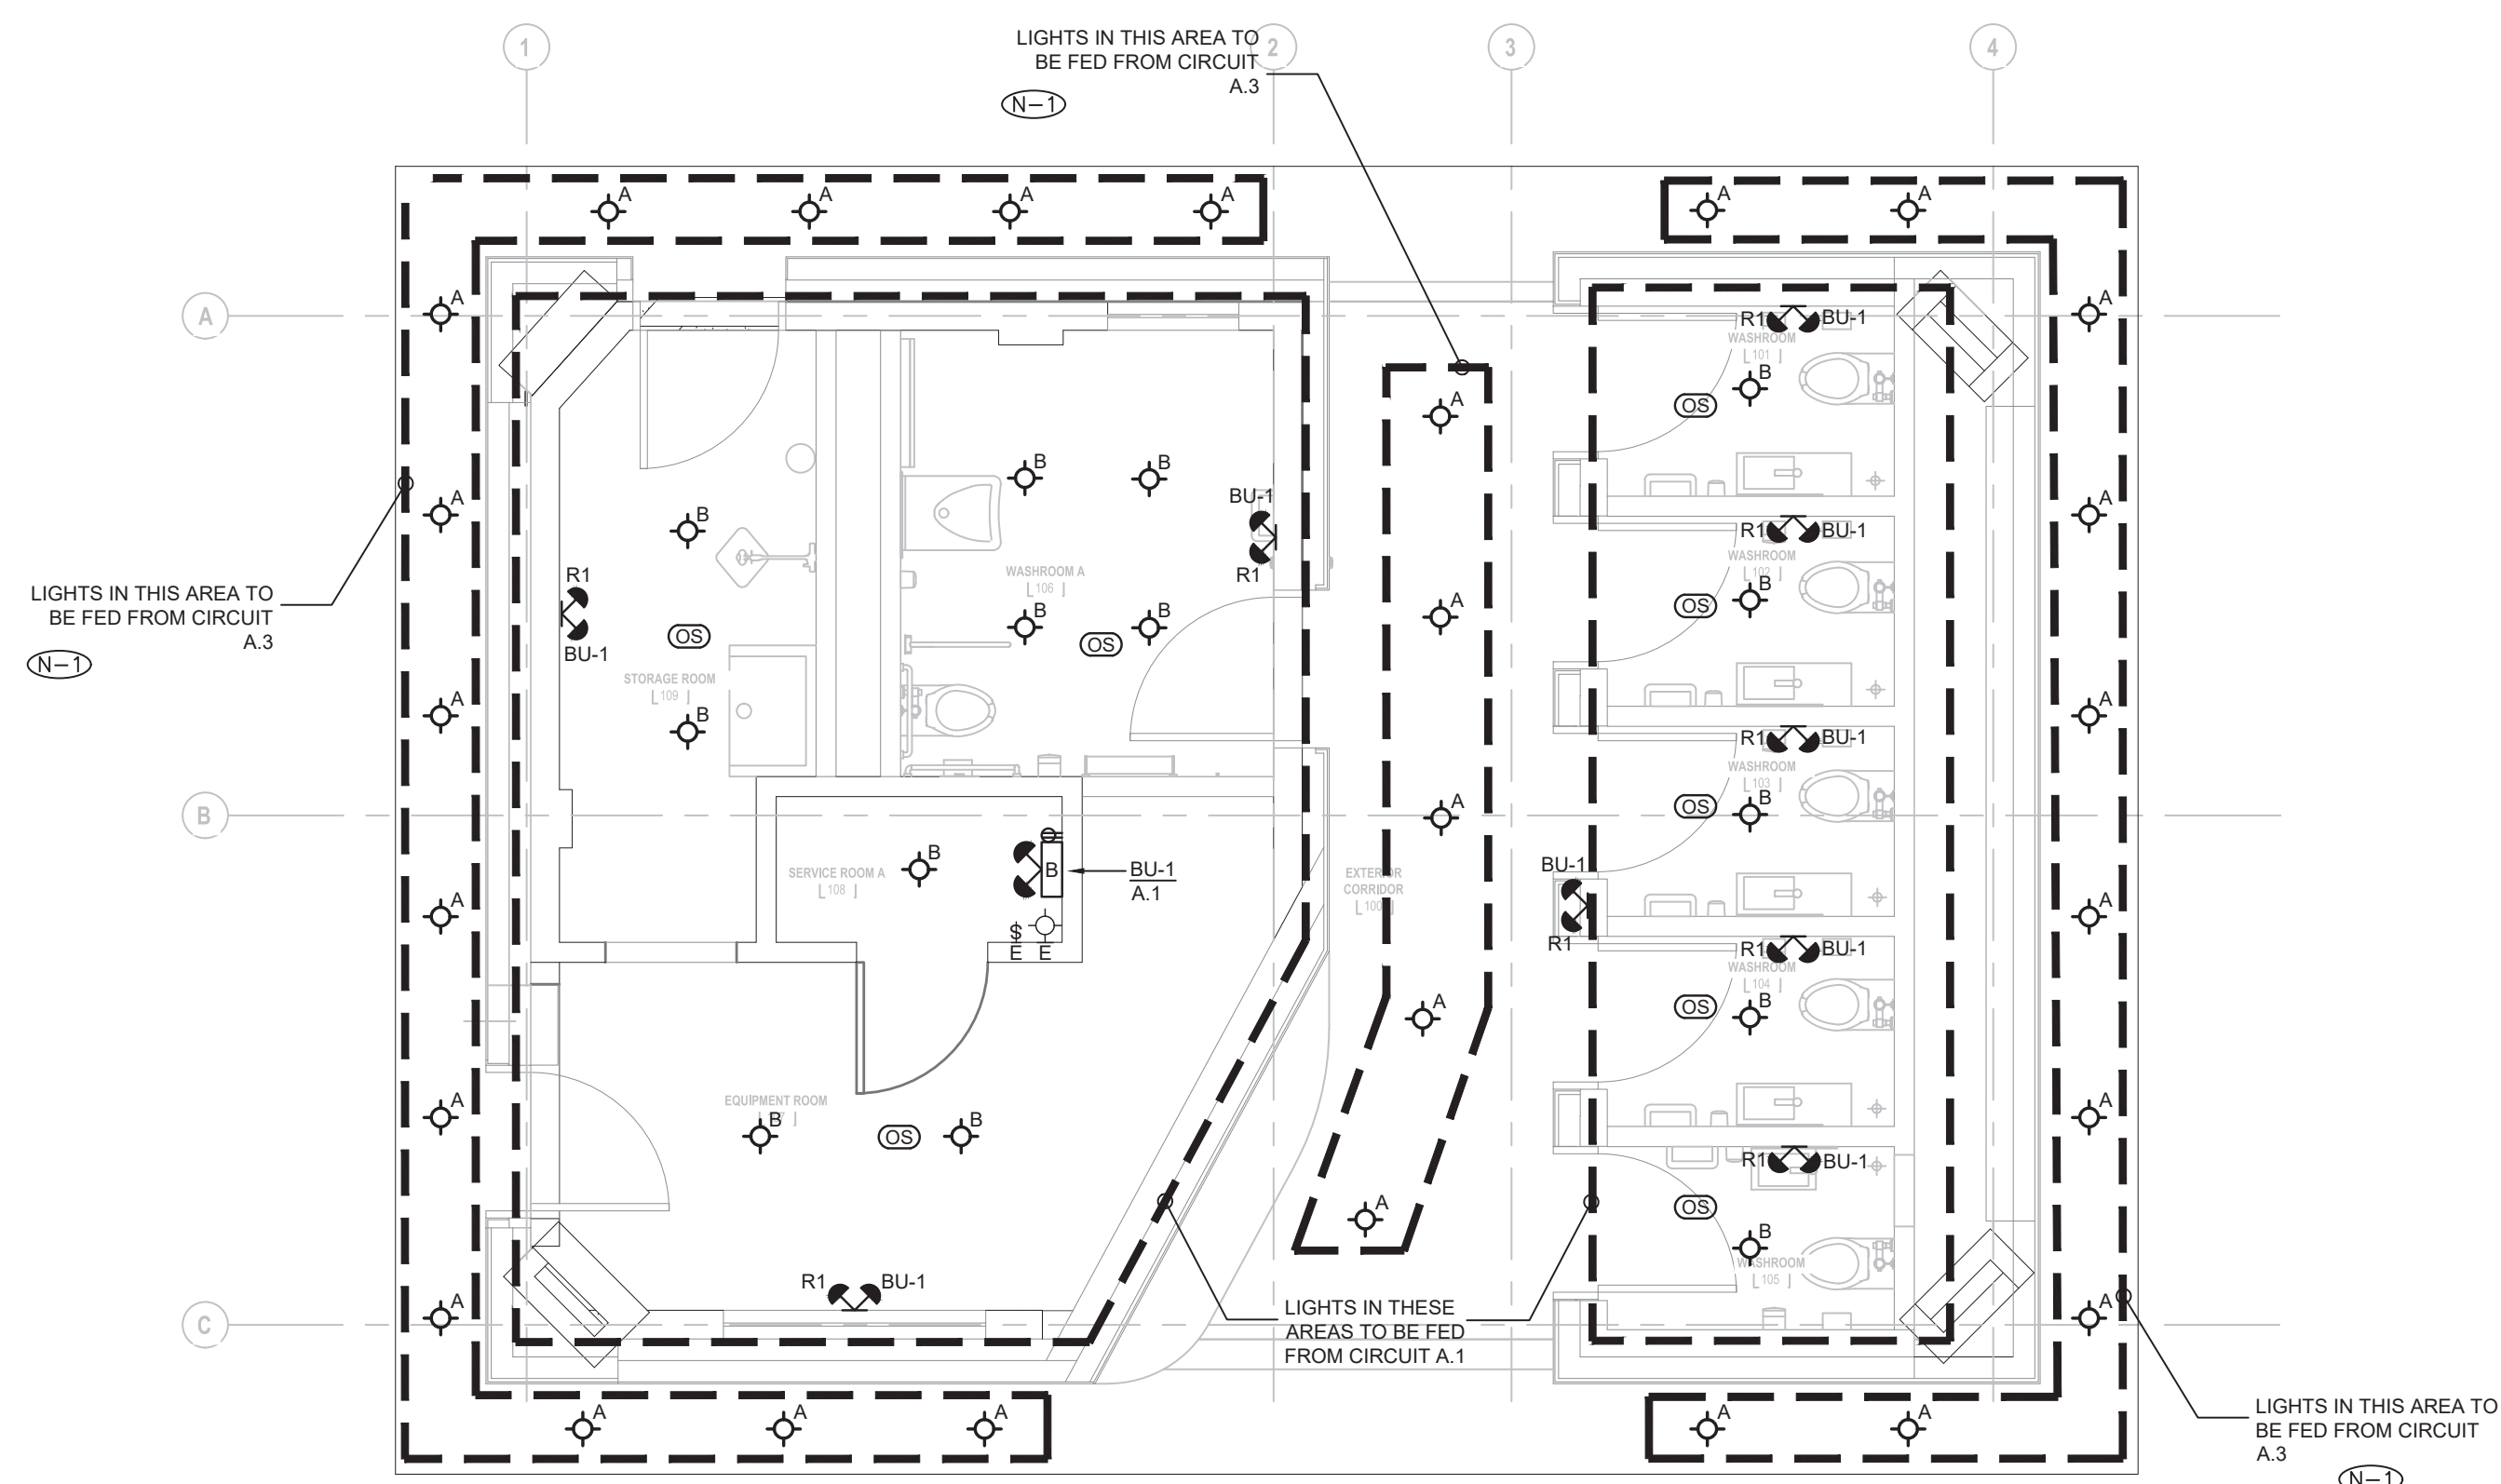 1
2
3
4
LIGHTS IN THIS AREA TO
BE FED FROM CIRCUIT
A.3
N-1
A
A
A
A
A
A
A
A
A
R1
BU-1
WASHROOM
101
B
OS
A
A
B
B
B
BU-1
R1
A
A
A
R1
BU-1
WASHROOM
102
B
OS
LIGHTS IN THIS AREA TO
BE FED FROM CIRCUIT
A.3
N-1
R1
BU-1
OS
STORAGE ROOM
109
B
WASHROOM A
106
B
B
OS
A
A
A
R1
BU-1
WASHROOM
103
B
OS
B
B
SERVICE ROOM A
108
B
BU-1
A.1
$
E
E
EXTERIOR
CORRIDOR
100
A
BU-1
R1
A
A
R1
BU-1
WASHROOM
104
B
OS
A
EQUIPMENT ROOM
B
OS
B
A
A
R1
BU-1
OS
B
WASHROOM
105
A
A
R1
BU-1
C
LIGHTS IN THESE
AREAS TO BE FED
FROM CIRCUIT A.1
A
A
A
A
A
A
LIGHTS IN THIS AREA TO
BE FED FROM CIRCUIT
A.3
N-1